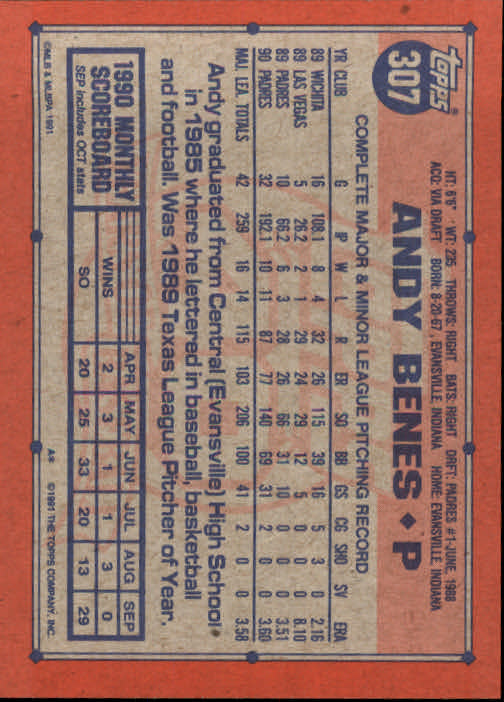 Topps®
307
HT: 6'6" · WT: 225 THROWS: RIGHT BATS: RIGHT DRAFT: PADRES #1-JUNE, 1988
ACQ: VIA DRAFT BORN: 8-20-67, EVANSVILLE, INDIANA HOME: EVANSVILLE, INDIANA
ANDY BENES ♦ P
COMPLETE MAJOR & MINOR LEAGUE PITCHING RECORD
YR CLUB G IP W L R ER SO BB GS CG SHO SV ERA
89 WICHITA 16 108.1 8 4 32 26 115 39 16 5 3 0 2.16
89 LAS VEGAS 5 26.2 2 1 29 24 29 12 5 0 0 0 8.10
89 PADRES 10 66.2 6 3 28 26 66 31 10 0 0 0 3.51
90 PADRES 32 192.1 10 11 87 77 140 69 31 2 0 0 3.60
MAJ. LEA. TOTALS 42 259 16 14 115 103 206 100 41 2 0 0 3.58
Andy graduated from Central (Evansville) High School
in 1985 where he lettered in baseball, basketball
and football. Was 1989 Texas League Pitcher of Year.
1990 MONTHLY
SCOREBOARD
SEP includes OCT stats
APR MAY JUN JUL AUG SEP
WINS 2 3 1 1 3 0
SO 20 25 33 20 13 29
©MLB & MLBPA 1991
A* ©1991 THE TOPPS COMPANY, INC.